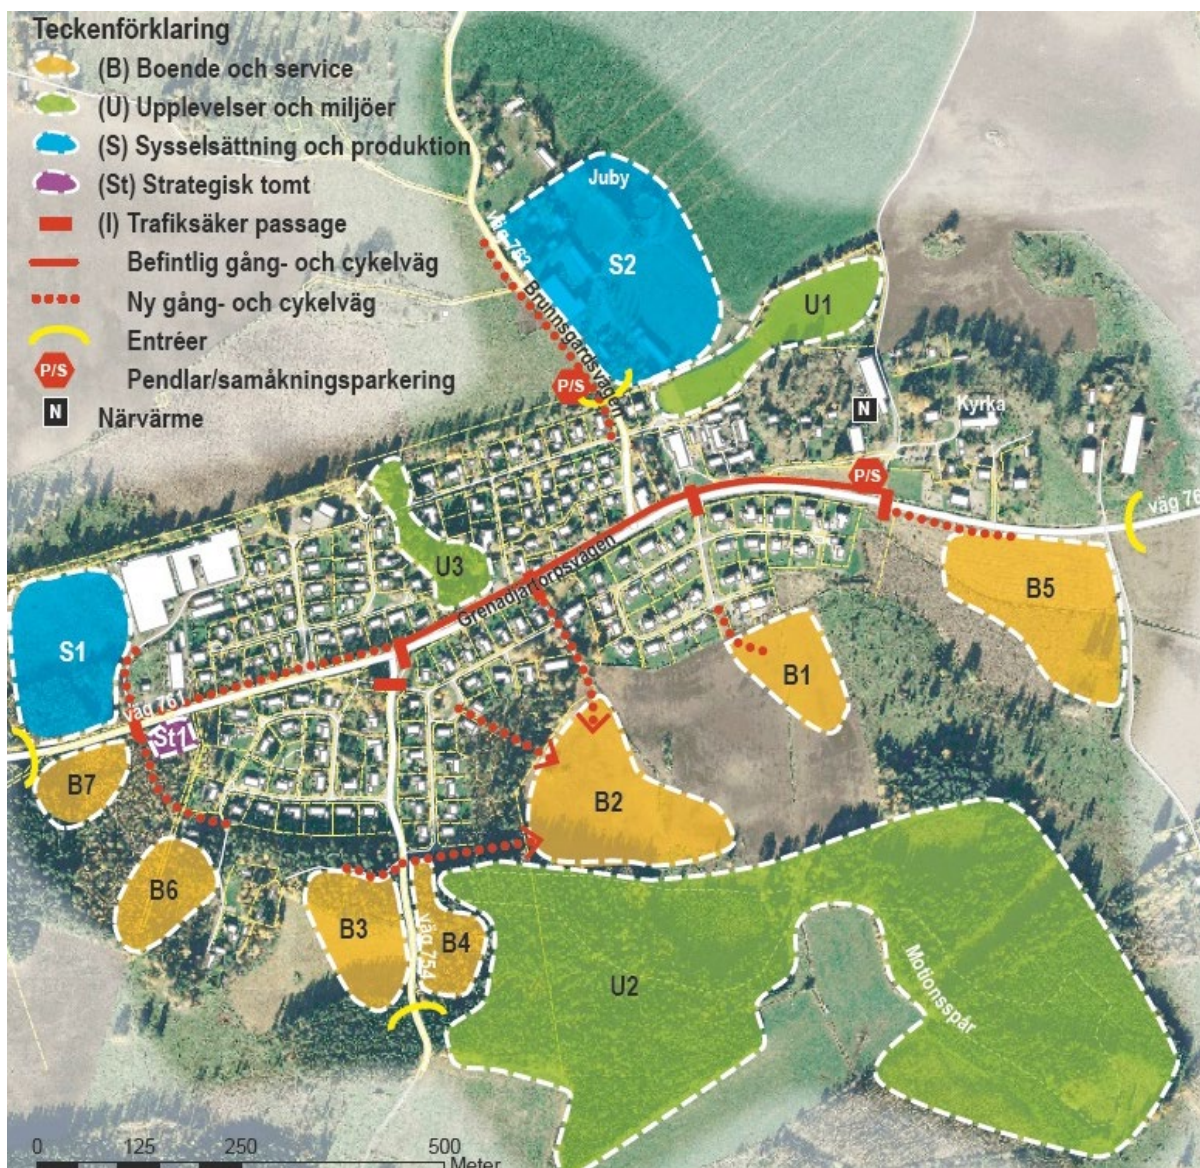 Teckenförklaring
(B) Boende och service
(U) Upplevelser och miljöer
(S) Sysselsättning och produktion
(St) Strategisk tomt
(I) Trafiksäker passage
Befintlig gång- och cykelväg
Ny gång- och cykelväg
Entréer
P/S
Pendlar/samåkningsparkering
N
Närvärme
Juby
väg 763
S2
Brunnsgårdsvägen
U1
P/S
N
Kyrka
P/S
väg 7
U3
Grenadjärtorpsvägen
B5
S1
B1
väg 761
St1
B7
B2
B6
B3
väg 754
B4
U2
Motionsspår
0 125 250 500
Meter